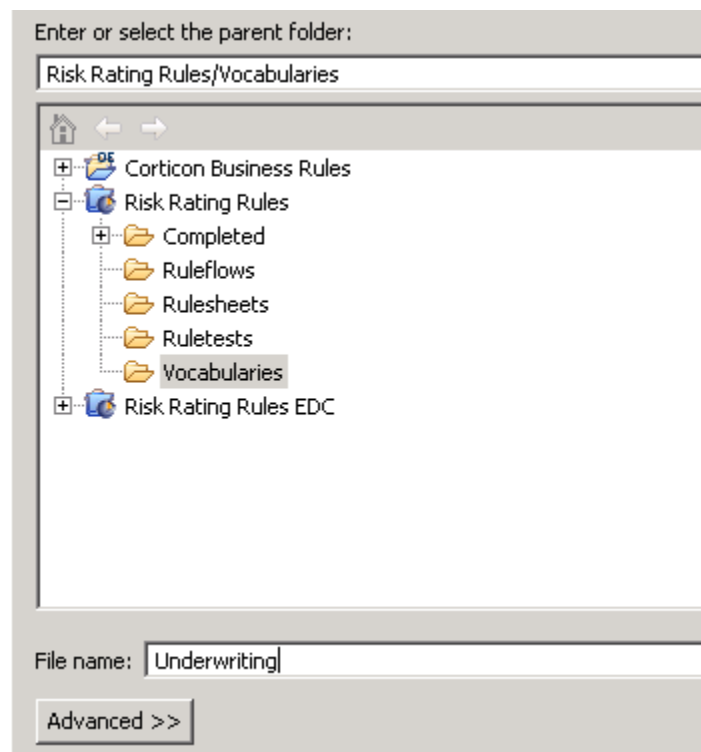 Enter or select the parent folder:
Risk Rating Rules/Vocabularies
Corticon Business Rules
Risk Rating Rules
Completed
Ruleflows
Rulesheets
Ruletests
Vocabularies
Risk Rating Rules EDC
File name: Underwriting
Advanced >>